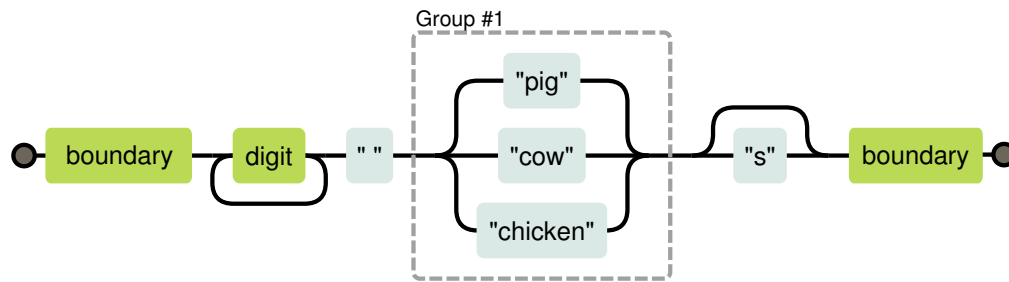 Group #1
"pig"
boundary digit " " "cow" "s" boundary
"chicken"